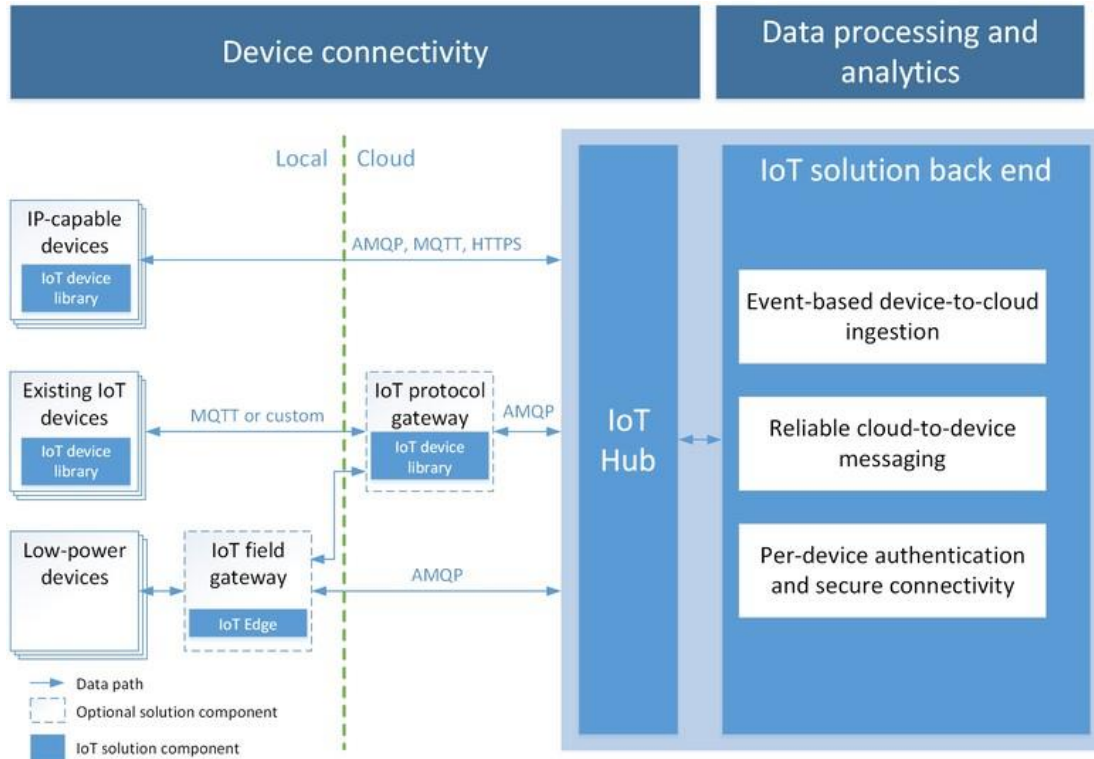 Device connectivity
Data processing and
analytics
Local
Cloud
IoT solution back end
IP-capable
devices
IoT device
library
AMQP, MQTT, HTTPS
Event-based device-to-cloud
ingestion
Existing IoT
devices
IoT device
library
MQTT or custom
IoT protocol
gateway
IoT device
library
AMQP
IoT
Hub
Reliable cloud-to-device
messaging
Low-power
devices
IoT field
gateway
IoT Edge
AMQP
Per-device authentication
and secure connectivity
Data path
Optional solution component
IoT solution component